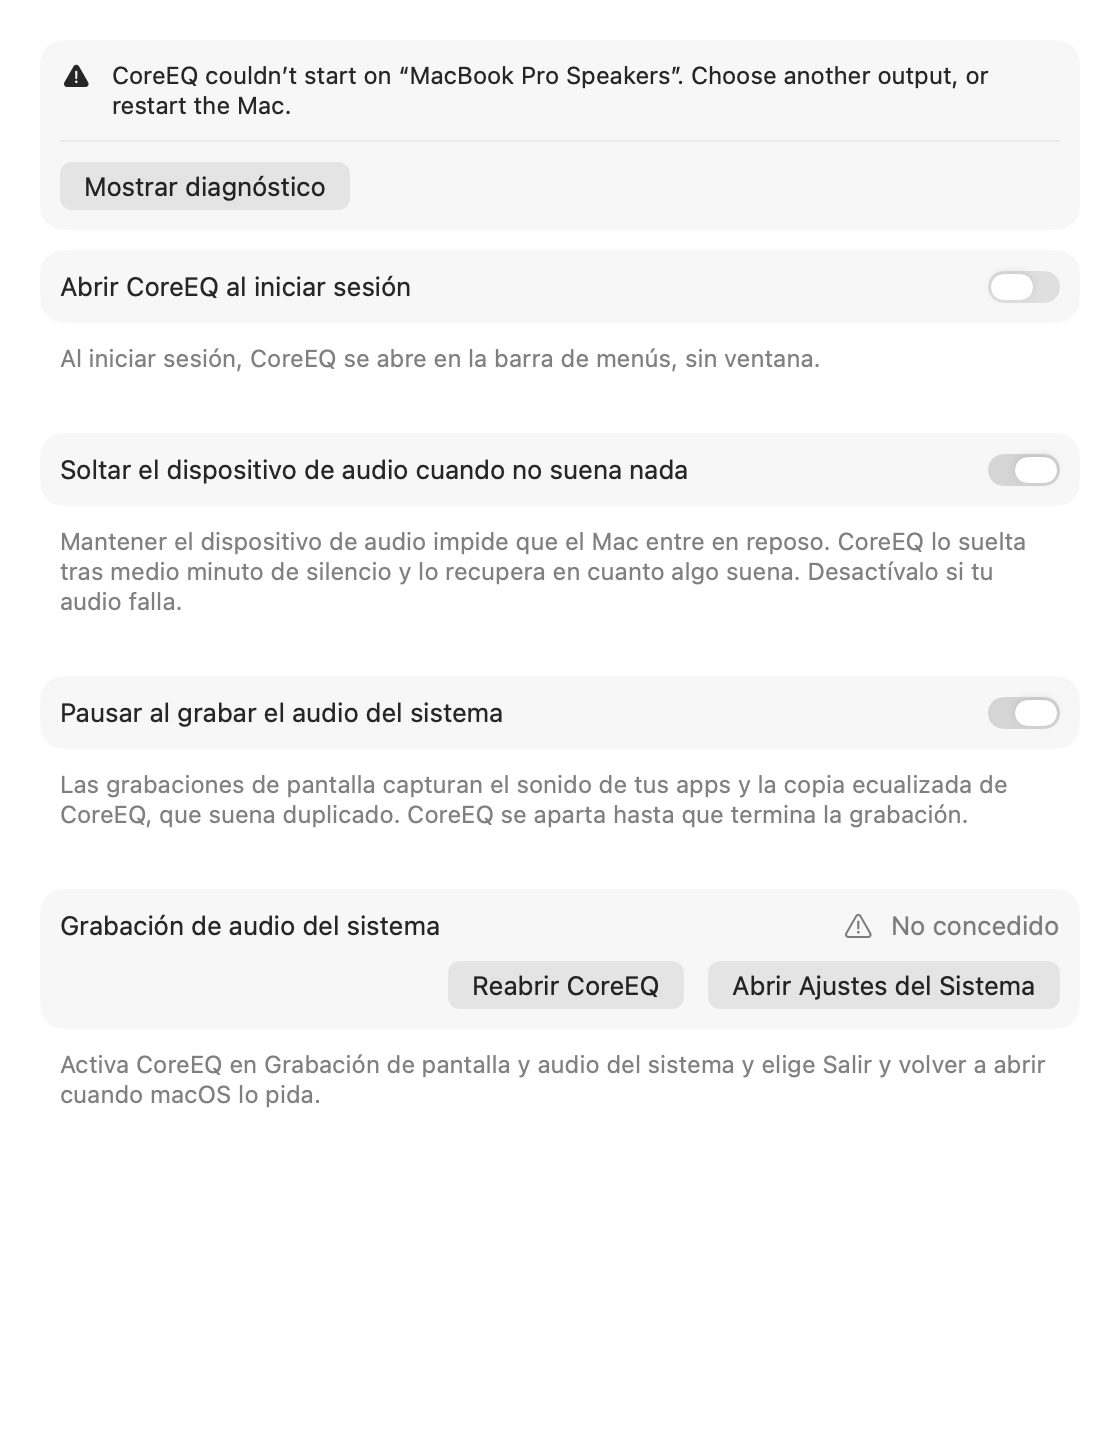 CoreEQ couldn’t start on “MacBook Pro Speakers”. Choose another output, or
restart the Mac.
Mostrar diagnóstico
Abrir CoreEQ al iniciar sesión
Al iniciar sesión, CoreEQ se abre en la barra de menús, sin ventana.
Soltar el dispositivo de audio cuando no suena nada
Mantener el dispositivo de audio impide que el Mac entre en reposo. CoreEQ lo suelta
tras medio minuto de silencio y lo recupera en cuanto algo suena. Desactívalo si tu
audio falla.
Pausar al grabar el audio del sistema
Las grabaciones de pantalla capturan el sonido de tus apps y la copia ecualizada de
CoreEQ, que suena duplicado. CoreEQ se aparta hasta que termina la grabación.
Grabación de audio del sistema
No concedido
Reabrir CoreEQ
Abrir Ajustes del Sistema
Activa CoreEQ en Grabación de pantalla y audio del sistema y elige Salir y volver a abrir
cuando macOS lo pida.